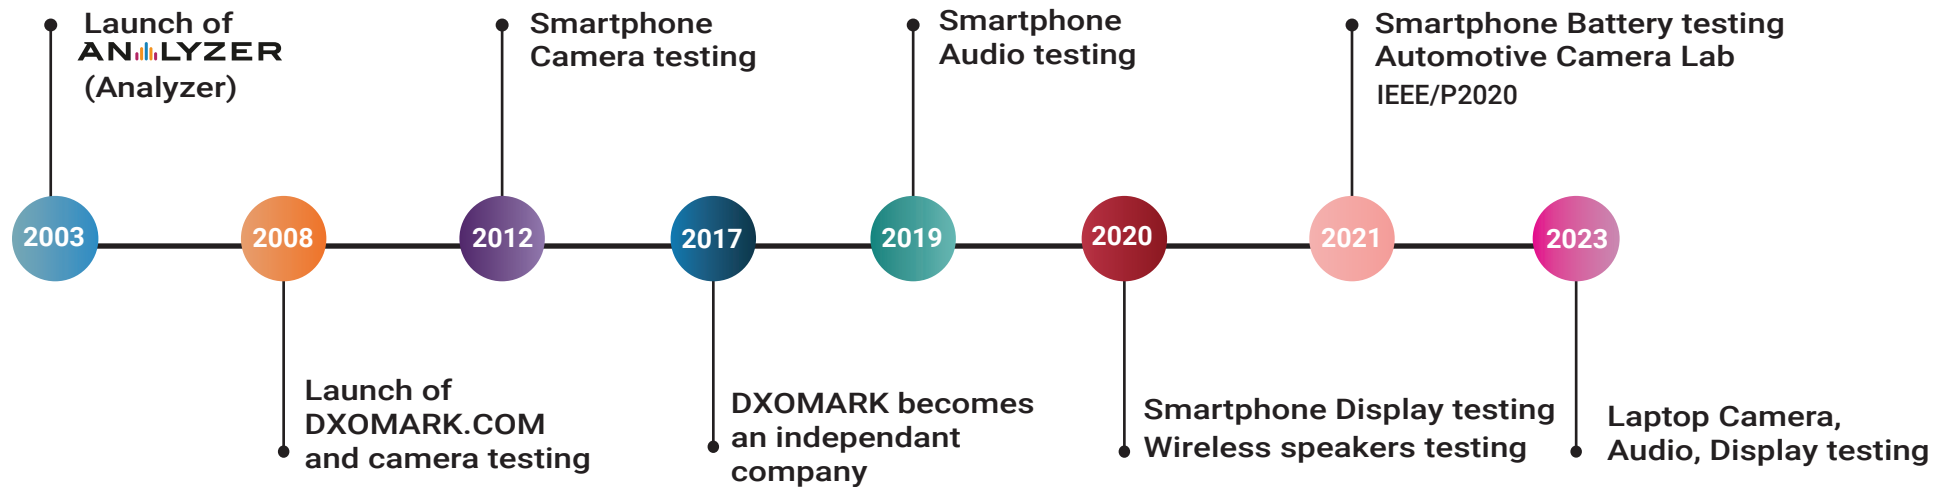 Launch of
ANALYZER
(Analyzer)
Smartphone
Camera testing
Smartphone
Audio testing
Smartphone Battery testing
Automotive Camera Lab
IEEE/P2020
2003
2008
2012
2017
2019
2020
2021
2023
Launch of
DXOMARK.COM
and camera testing
DXOMARK becomes
an independant
company
Smartphone Display testing
Wireless speakers testing
Laptop Camera,
Audio, Display testing